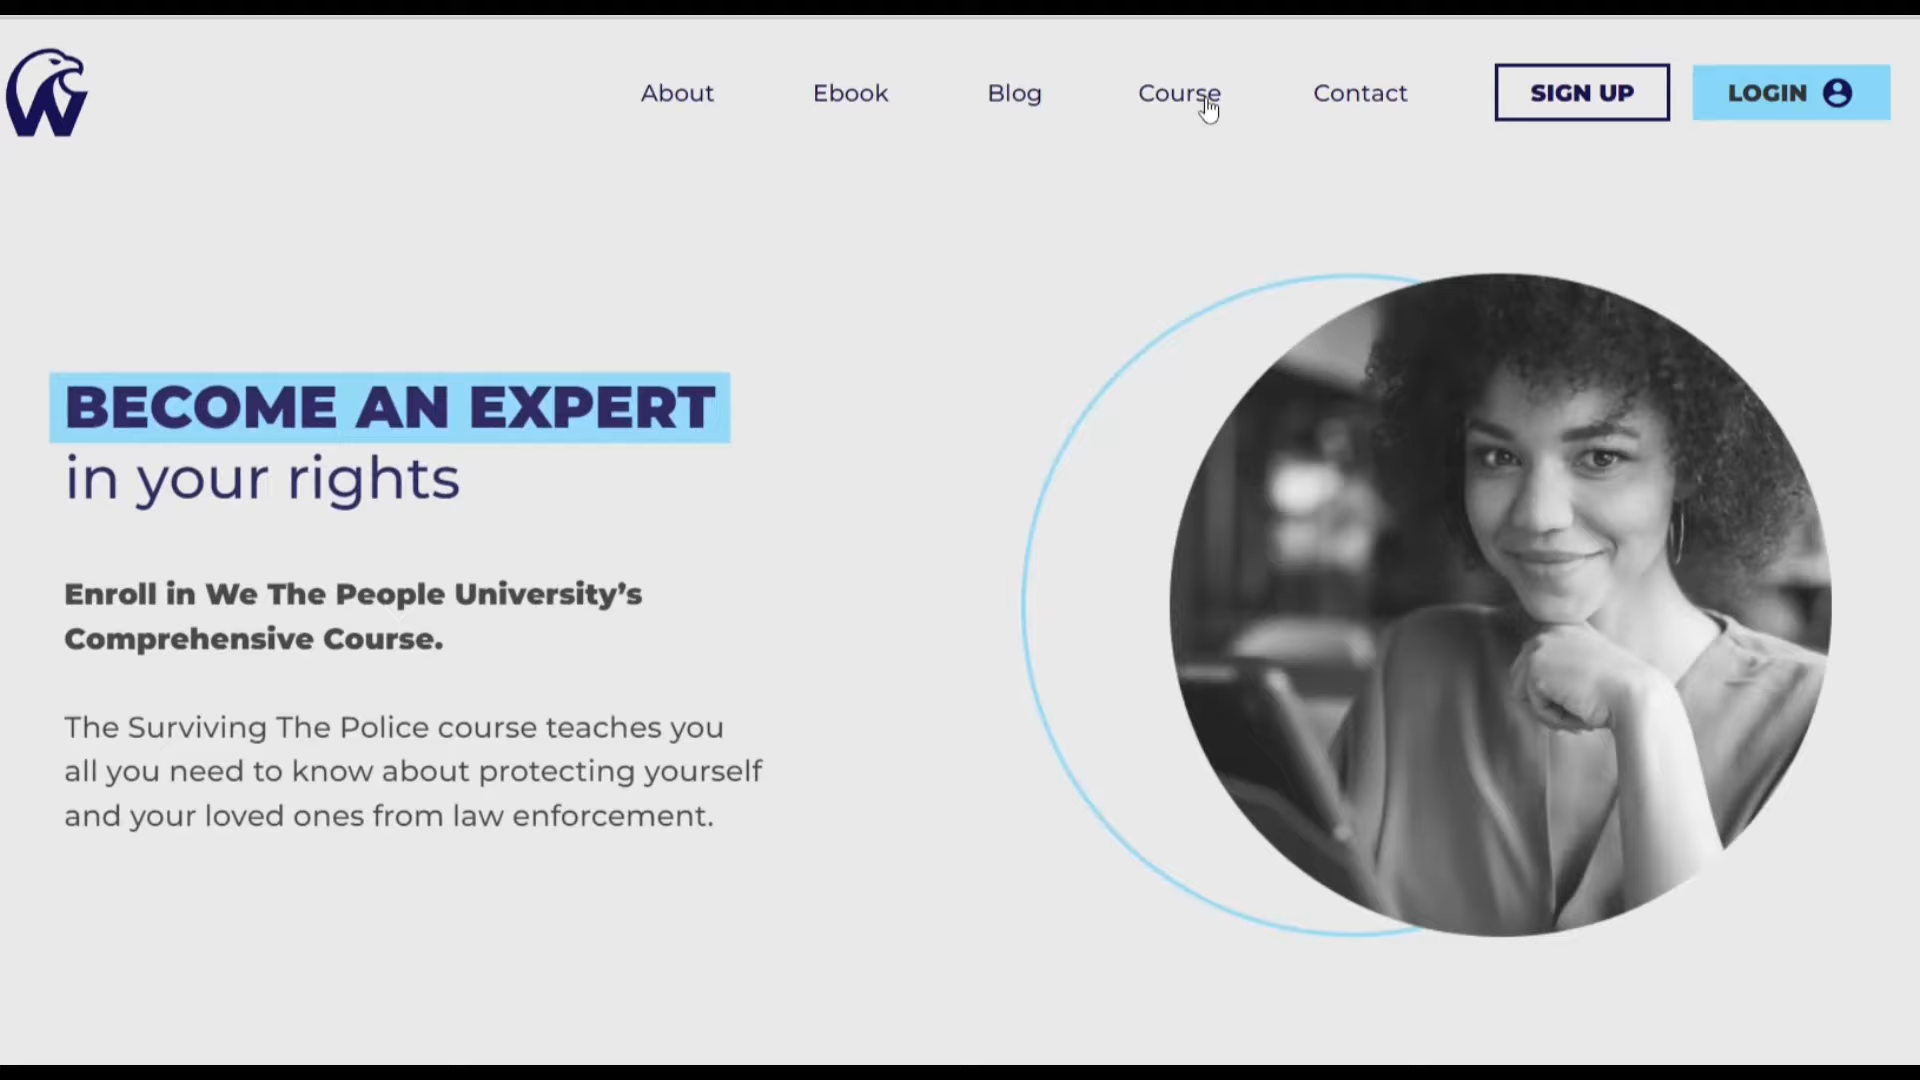 About
Ebook
Blog
Course
Contact
SIGN UP
LOGIN
BECOME AN EXPERT
in your rights
Enroll in We The People University’s
Comprehensive Course.
The Surviving The Police course teaches you
all you need to know about protecting yourself
and your loved ones from law enforcement.